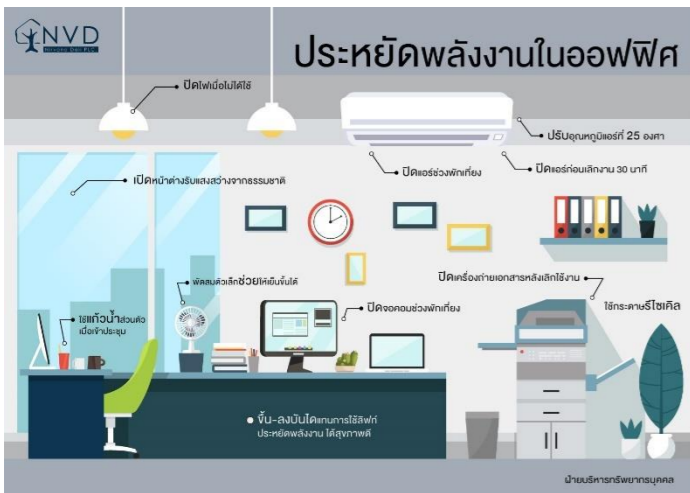 NVD
ประหยัดพลังงานในออฟฟิศ
ปิดไฟเมื่อไม่ได้ใช้
ปรับอุณหภูมิแอร์ที่ 25 องศา
ปิดแอร์ช่วงพักเที่ยง
ปิดแอร์ก่อนเลิกงาน 30 นาที
เปิดหน้าต่างรับแสงสว่างจากธรรมชาติ
พัดลมตัวเล็กช่วยให้เย็นขึ้นได้
ปิดเครื่องถ่ายเอกสารหลังเลิกใช้งาน
ใช้กระดาษรีไซเคิล
ใช้แก้วน้ำส่วนตัว
เมื่อเข้าประชุม
ปิดจอคอมช่วงพักเที่ยง
ขึ้น-ลงบันไดแทนการใช้ลิฟท์
ประหยัดพลังงาน ได้สุขภาพดี
ฝ่ายบริหารทรัพยากรบุคคล